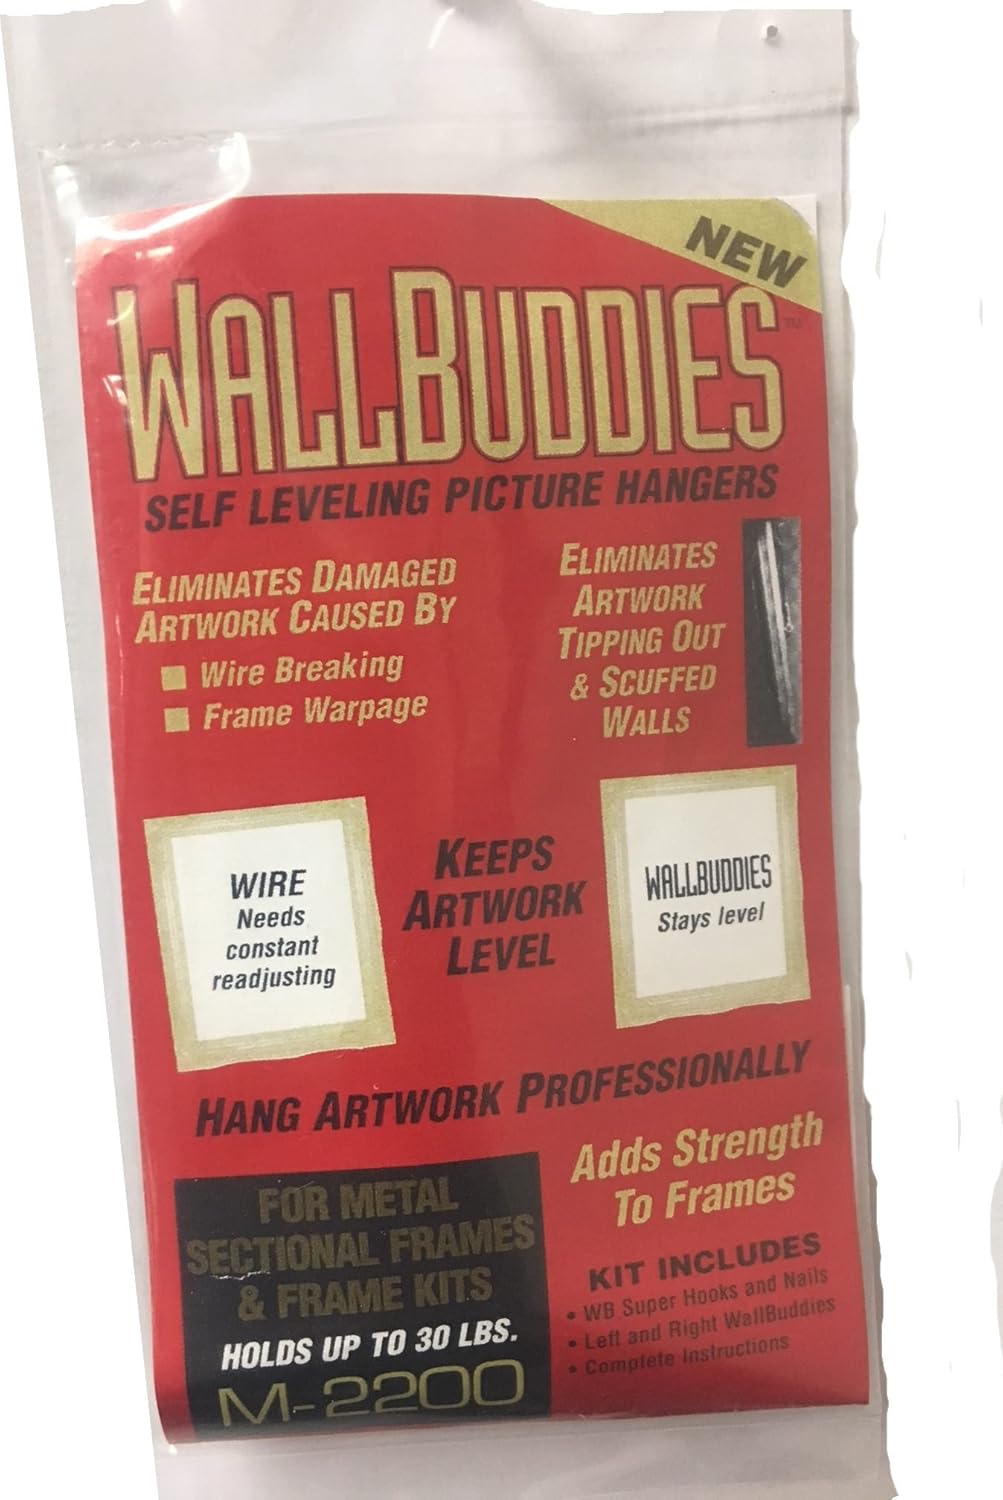 NEW
WALLBUDDIES™
SELF LEVELING PICTURE HANGERS
ELIMINATES DAMAGED
ARTWORK CAUSED BY
Wire Breaking
Frame Warpage
ELIMINATES
ARTWORK
TIPPING OUT
& SCUFFED
WALLS
WIRE
Needs
constant
readjusting
KEEPS
ARTWORK
LEVEL
WALLBUDDIES
Stays level
HANG ARTWORK PROFESSIONALLY
FOR METAL
SECTIONAL FRAMES
& FRAME KITS
HOLDS UP TO 30 LBS.
M-2200
Adds Strength
To Frames
KIT INCLUDES
• WB Super Hooks and Nails
• Left and Right WallBuddies
• Complete Instructions